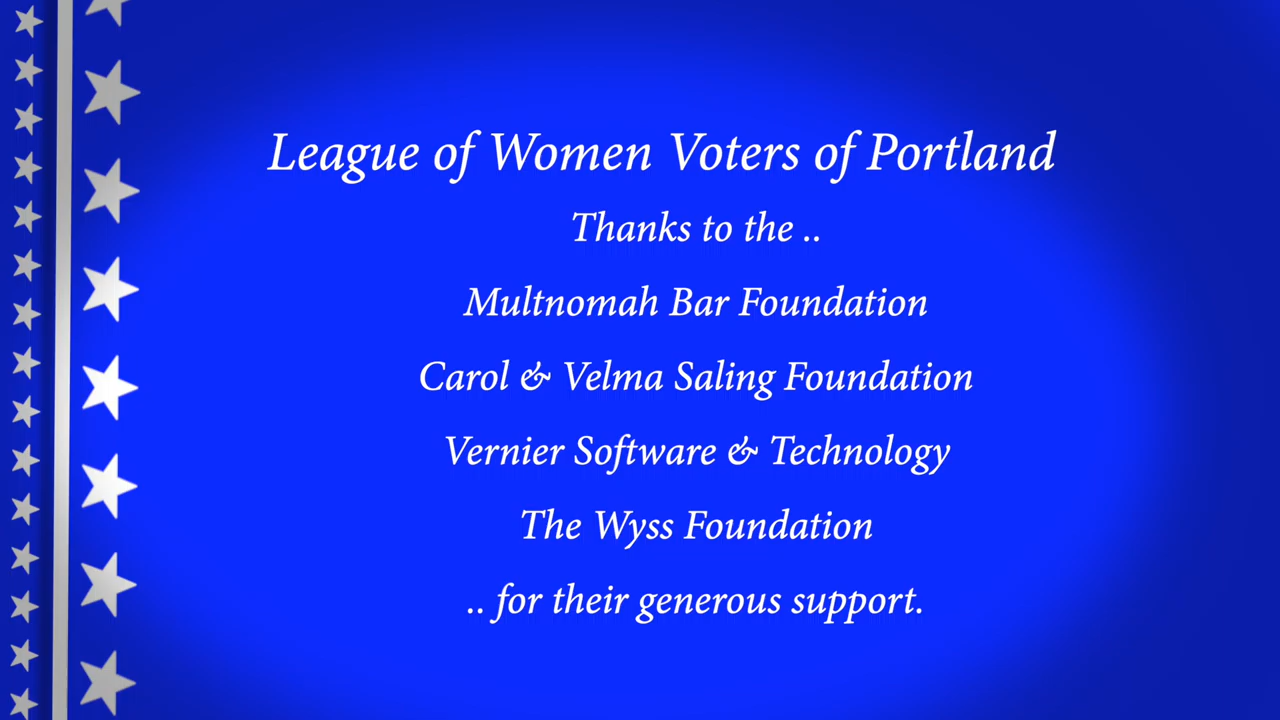 League of Women Voters of Portland
Thanks to the ..
Multnomah Bar Foundation
Carol & Velma Saling Foundation
Vernier Software & Technology
The Wyss Foundation
.. for their generous support.